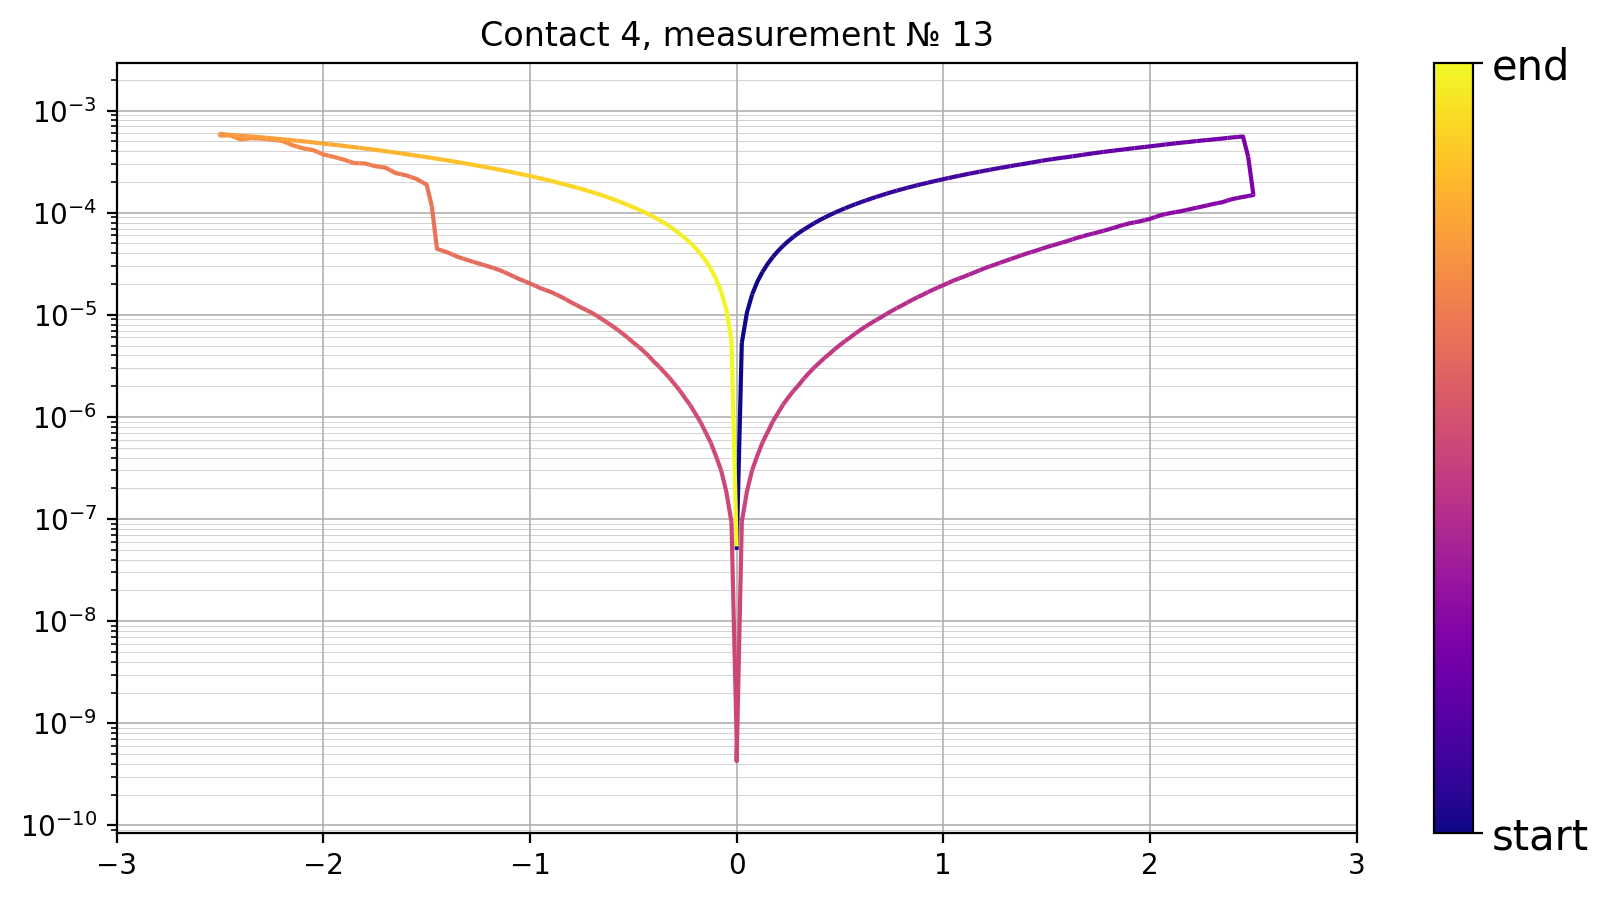 Contact 4, measurement № 13
10⁻³
10⁻⁴
10⁻⁵
10⁻⁶
10⁻⁷
10⁻⁸
10⁻⁹
10⁻¹⁰
−3 −2 −1 0 1 2 3
end
start